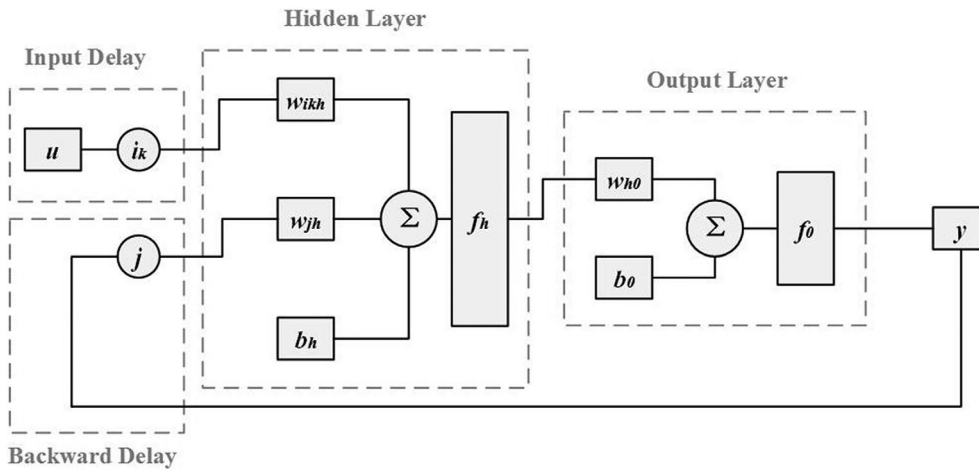 Hidden Layer
Input Delay
Output Layer
wikh
u
ik
wh0
wjh
Σ
fh
Σ
f0
y
j
b0
bh
Backward Delay